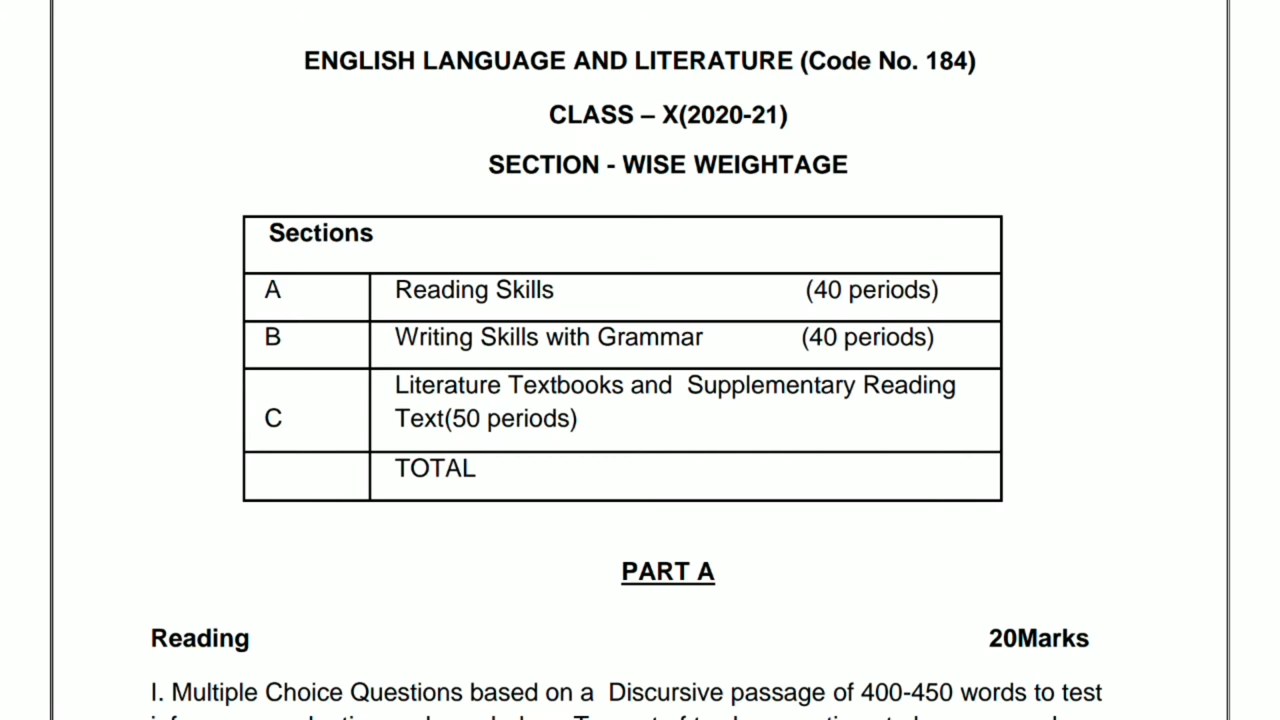 ENGLISH LANGUAGE AND LITERATURE (Code No. 184)
CLASS – X(2020-21)
SECTION - WISE WEIGHTAGE
Sections
A Reading Skills (40 periods)
B Writing Skills with Grammar (40 periods)
Literature Textbooks and Supplementary Reading
C Text(50 periods)
TOTAL
PART A
Reading 20Marks
I. Multiple Choice Questions based on a Discursive passage of 400-450 words to test